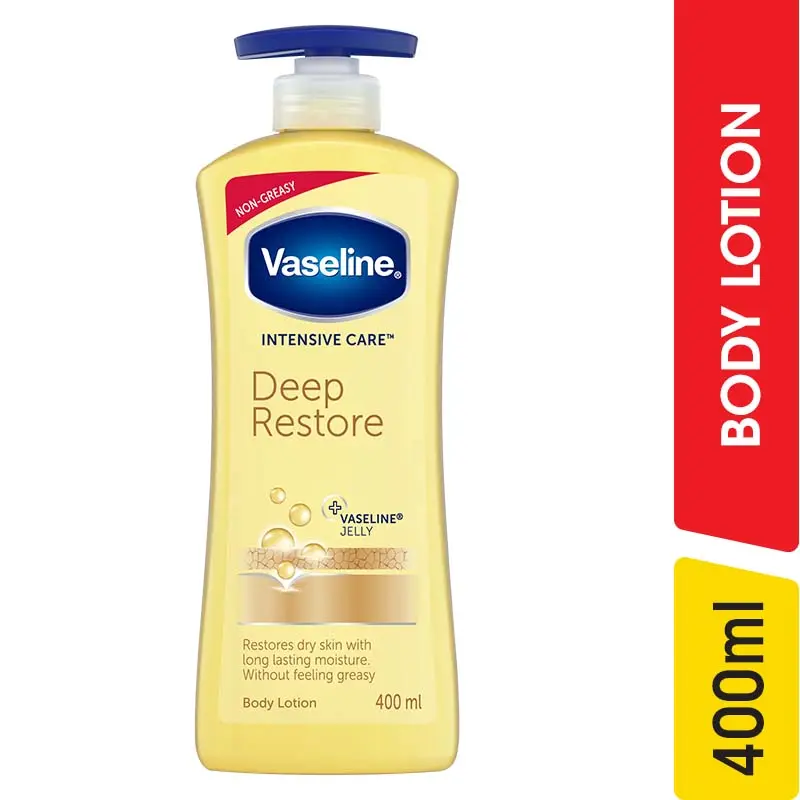 NON-GREASY
Vaseline®
INTENSIVE CARE™
Deep
Restore
VASELINE®
JELLY
Restores dry skin with
long lasting moisture.
Without feeling greasy
Body Lotion
400 ml
BODY LOTION
400ml